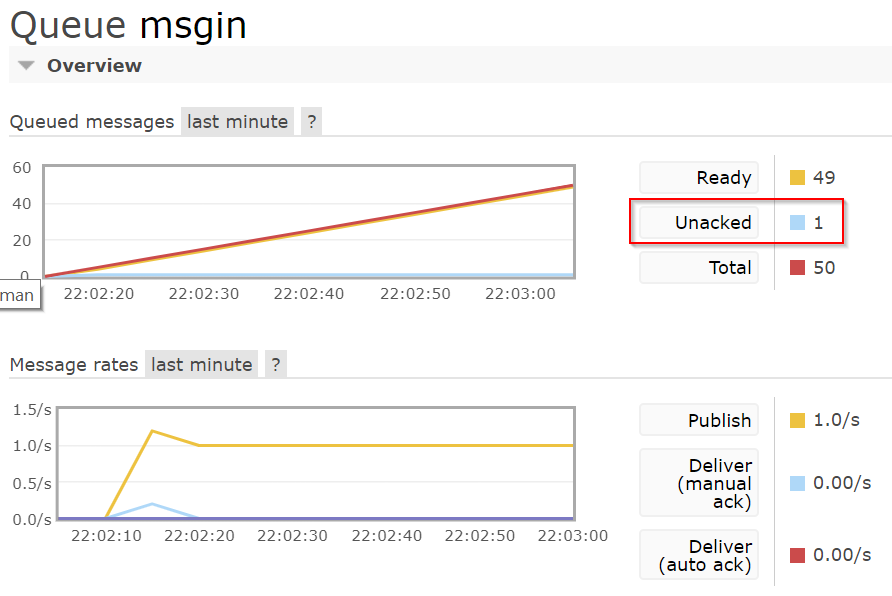 Queue msgin
Overview
Queued messages last minute ?
60
40
20
0
man
22:02:20 22:02:30 22:02:40 22:02:50 22:03:00
Ready 49
Unacked 1
Total 50
Message rates last minute ?
1.5/s
1.0/s
0.5/s
0.0/s
22:02:10 22:02:20 22:02:30 22:02:40 22:02:50 22:03:00
Publish 1.0/s
Deliver
(manual 0.00/s
ack)
Deliver
(auto ack) 0.00/s